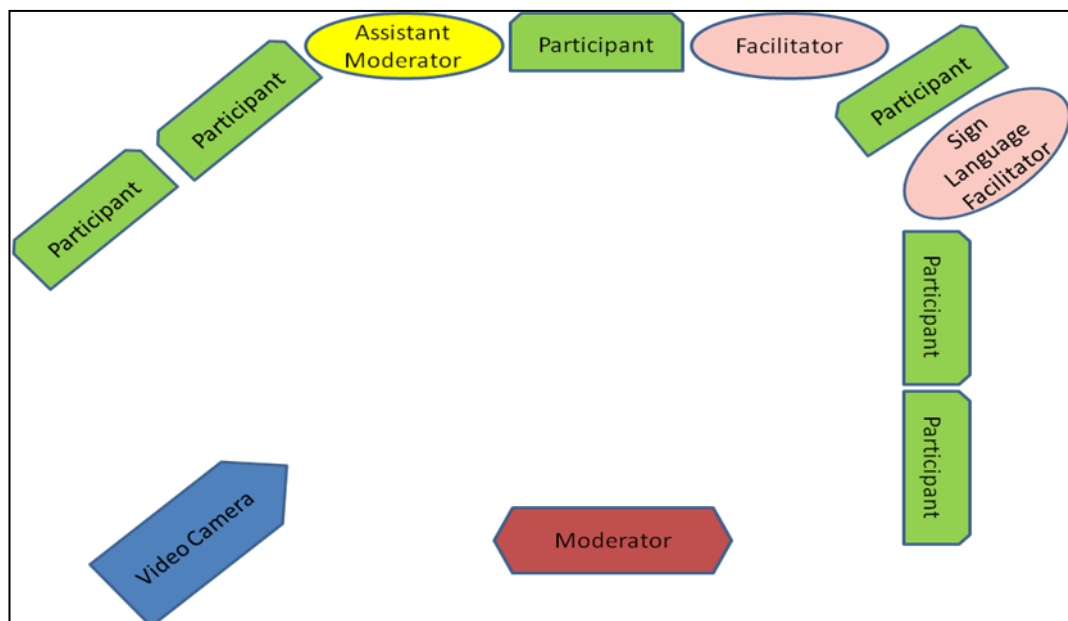 Assistant
Moderator
Participant
Facilitator
Participant
Participant
Participant
Sign
Language
Facilitator
Participant
Participant
Video Camera
Moderator